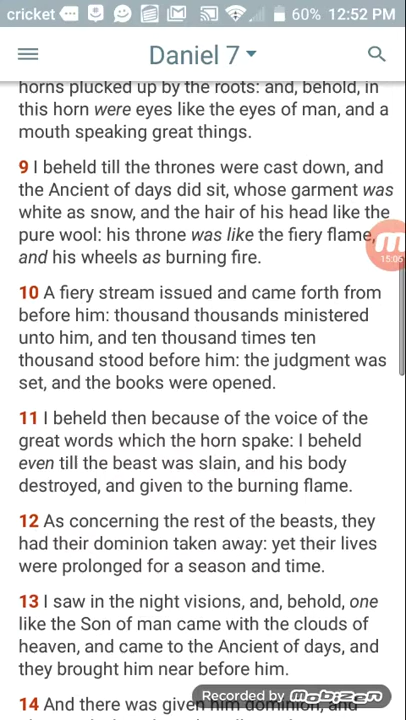 cricket 60% 12:52 PM
Daniel 7
horns plucked up by the roots: and, behold, in
this horn were eyes like the eyes of man, and a
mouth speaking great things.
9 I beheld till the thrones were cast down, and
the Ancient of days did sit, whose garment was
white as snow, and the hair of his head like the
pure wool: his throne was like the fiery flame,
and his wheels as burning fire.
15:05
10 A fiery stream issued and came forth from
before him: thousand thousands ministered
unto him, and ten thousand times ten
thousand stood before him: the judgment was
set, and the books were opened.
11 I beheld then because of the voice of the
great words which the horn spake: I beheld
even till the beast was slain, and his body
destroyed, and given to the burning flame.
12 As concerning the rest of the beasts, they
had their dominion taken away: yet their lives
were prolonged for a season and time.
13 I saw in the night visions, and, behold, one
like the Son of man came with the clouds of
heaven, and came to the Ancient of days, and
they brought him near before him.
14 And there was given him dominion, and
Recorded by Mobizen